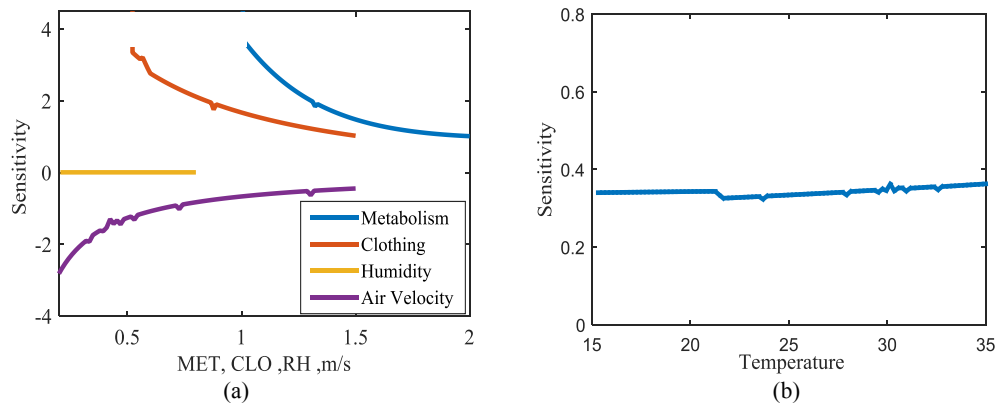 4
2
0
-2
-4
Sensitivity
0.5
1
1.5
2
MET, CLO ,RH ,m/s
Metabolism
Clothing
Humidity
Air Velocity
(a)
0.8
0.6
0.4
0.2
0
Sensitivity
15
20
25
30
35
Temperature
(b)